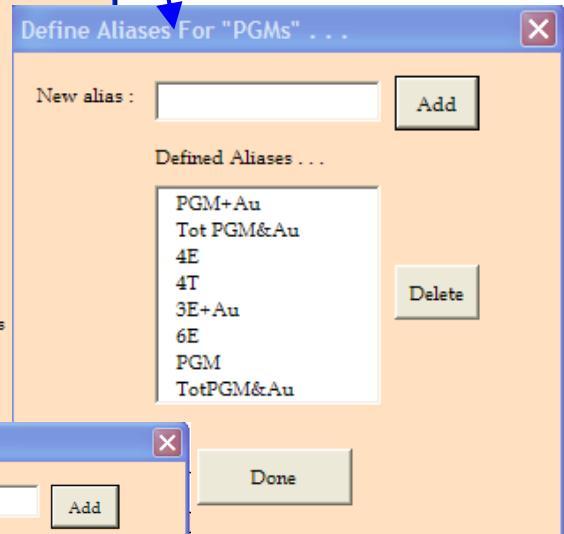 Define Aliases For "PGMs" . . .
New alias :
Add
Defined Aliases . . .
PGM+Au
Tot PGM&Au
4E
4T
3E+Au
6E
PGM
TotPGM&Au
Delete
s
Done
Add